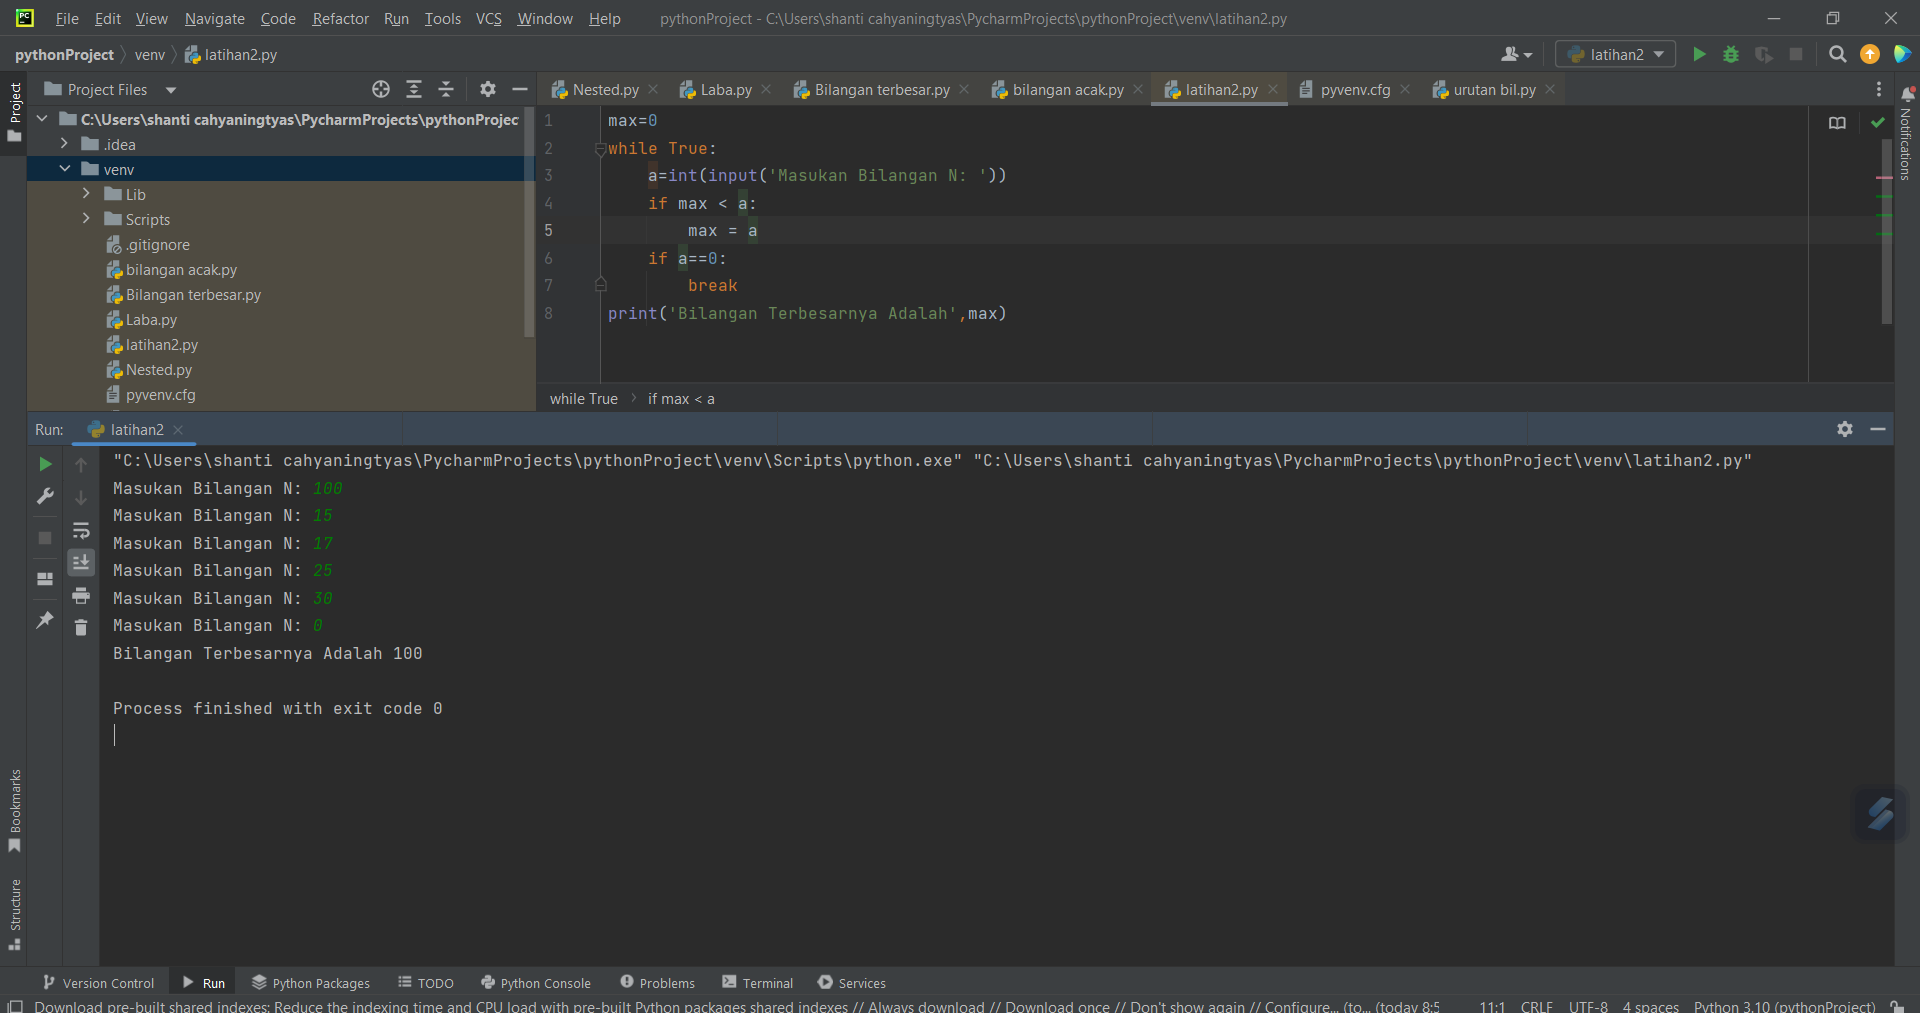 PC File Edit View Navigate Code Refactor Run Tools VCS Window Help pythonProject - C:\Users\shanti cahyaningtyas\PycharmProjects\pythonProject\venv\latihan2.py
pythonProject venv latihan2.py latihan2
Project
Project Files
C:\Users\shanti cahyaningtyas\PycharmProjects\pythonProjec
.idea
venv
Lib
Scripts
.gitignore
bilangan acak.py
Bilangan terbesar.py
Laba.py
latihan2.py
Nested.py
pyvenv.cfg
Nested.py Laba.py Bilangan terbesar.py bilangan acak.py latihan2.py pyvenv.cfg urutan bil.py
Notifications
1 max=0
2 while True:
3     a=int(input('Masukan Bilangan N: '))
4     if max < a:
5         max = a
6     if a==0:
7         break
8 print('Bilangan Terbesarnya Adalah',max)
while True if max < a
Run: latihan2
"C:\Users\shanti cahyaningtyas\PycharmProjects\pythonProject\venv\Scripts\python.exe" "C:\Users\shanti cahyaningtyas\PycharmProjects\pythonProject\venv\latihan2.py"
Masukan Bilangan N: 100
Masukan Bilangan N: 15
Masukan Bilangan N: 17
Masukan Bilangan N: 25
Masukan Bilangan N: 30
Masukan Bilangan N: 0
Bilangan Terbesarnya Adalah 100
Process finished with exit code 0
Bookmarks
Structure
Version Control Run Python Packages TODO Python Console Problems Terminal Services
Download pre-built shared indexes: Reduce the indexing time and CPU load with pre-built Python packages shared indexes // Always download // Download once // Don't show again // Configure... (to... (today 8:5 11:1 CRLF UTF-8 4 spaces Python 3.10 (pythonProject)